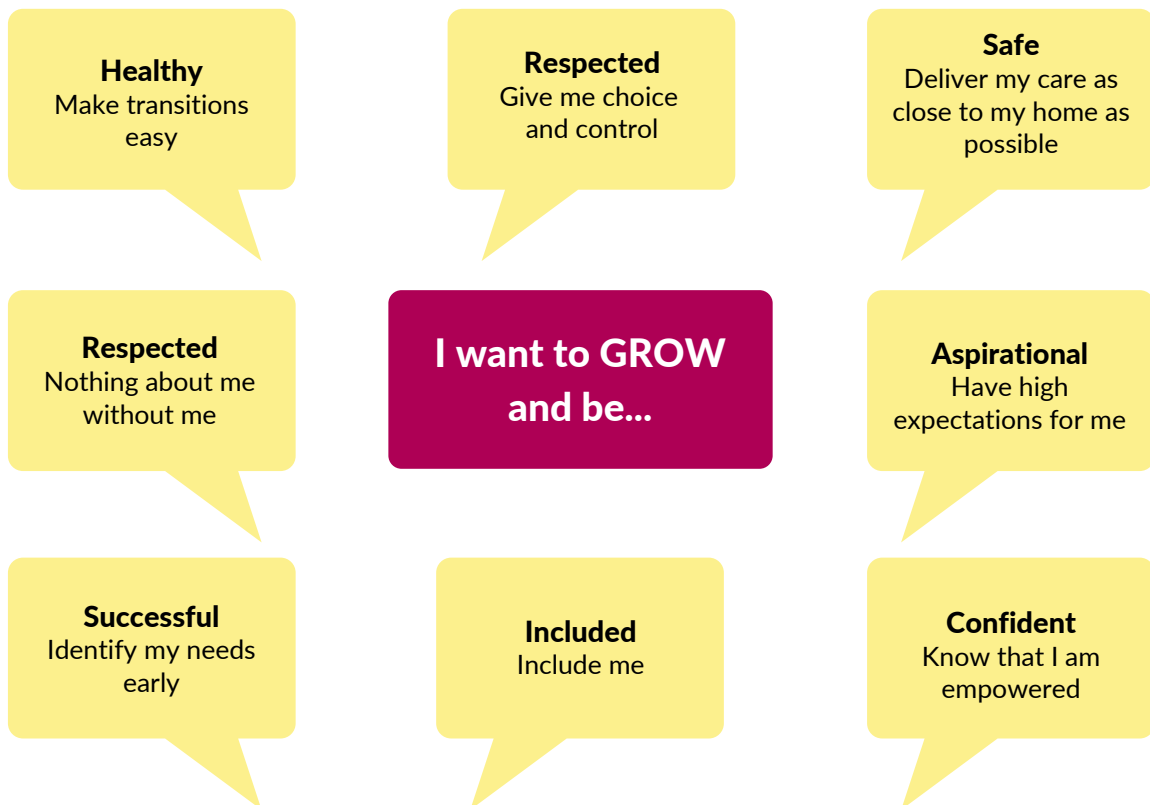 Healthy
Make transitions
easy
Respected
Give me choice
and control
Safe
Deliver my care as
close to my home as
possible
Respected
Nothing about me
without me
I want to GROW
and be...
Aspirational
Have high
expectations for me
Successful
Identify my needs
early
Included
Include me
Confident
Know that I am
empowered